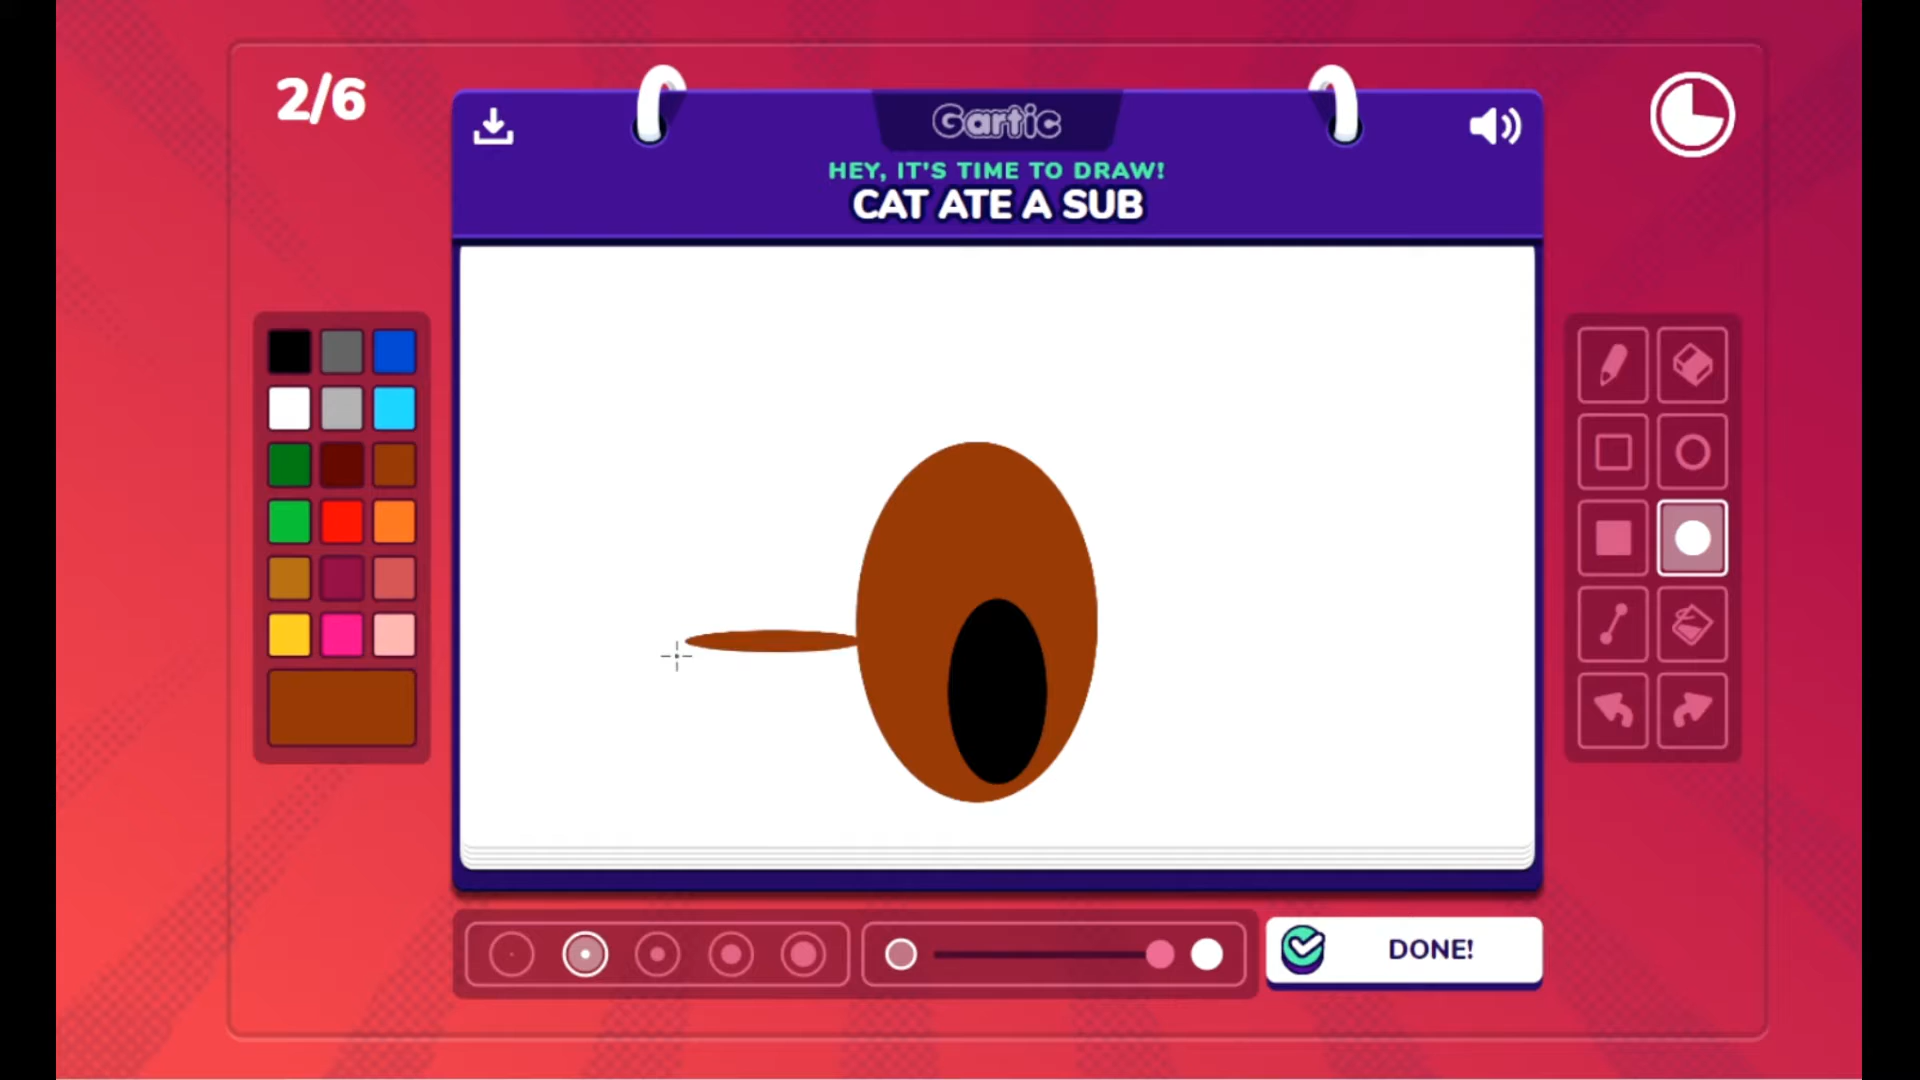 2/6
Gartic
HEY, IT'S TIME TO DRAW!
CAT ATE A SUB
DONE!